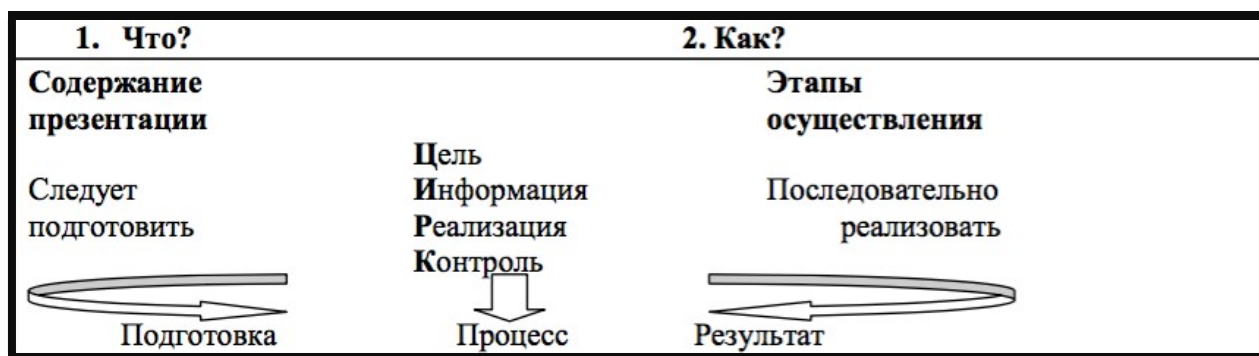 1. Что?
2. Как?
Содержание
презентации
Следует
подготовить
Цель
Информация
Реализация
Контроль
Этапы
осуществления
Последовательно
реализовать
Подготовка
Процесс
Результат